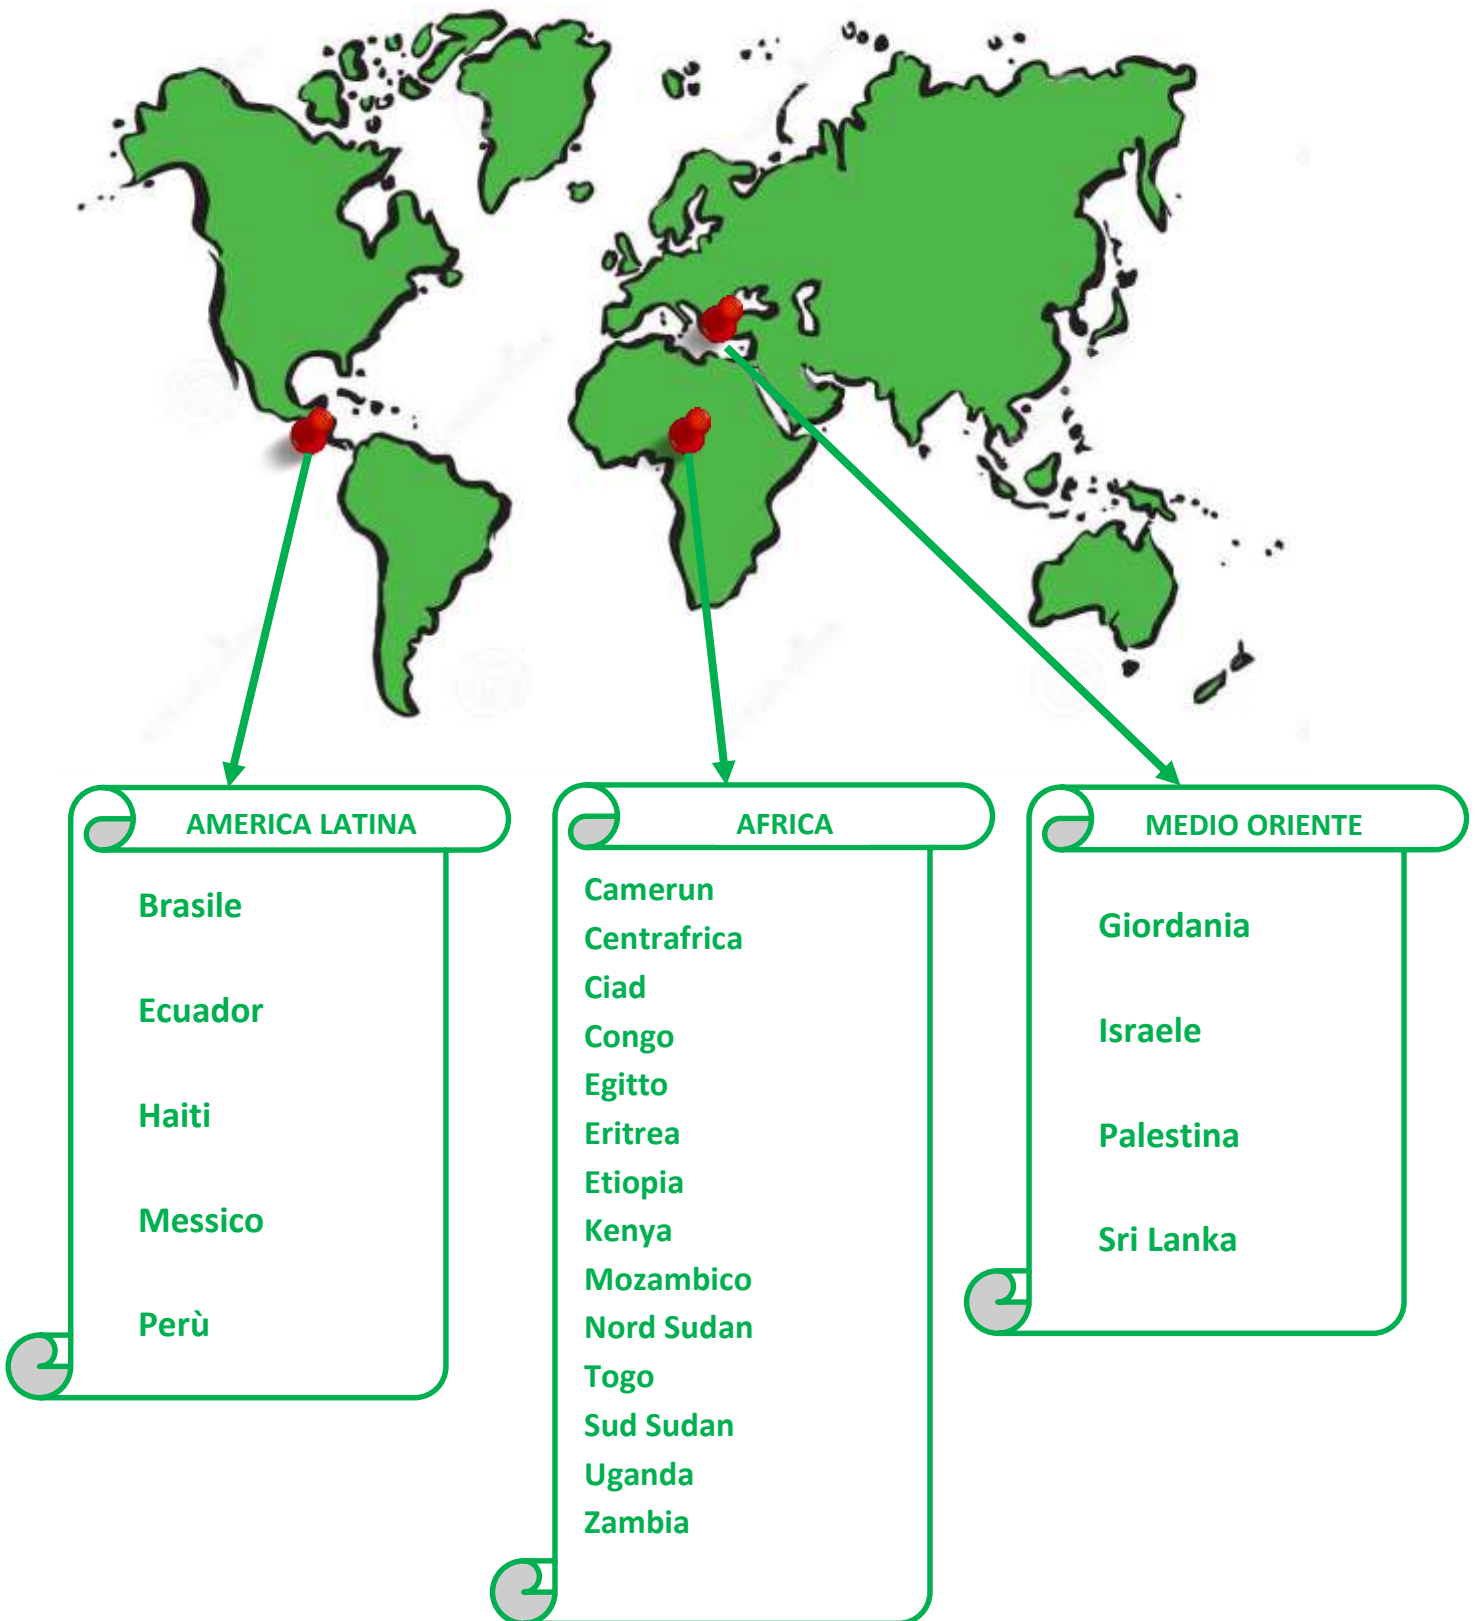 AMERICA LATINA
Brasile
Ecuador
Haiti
Messico
Perù
AFRICA
Camerun
Centrafrica
Ciad
Congo
Egitto
Eritrea
Etiopia
Kenya
Mozambico
Nord Sudan
Togo
Sud Sudan
Uganda
Zambia
MEDIO ORIENTE
Giordania
Israele
Palestina
Sri Lanka